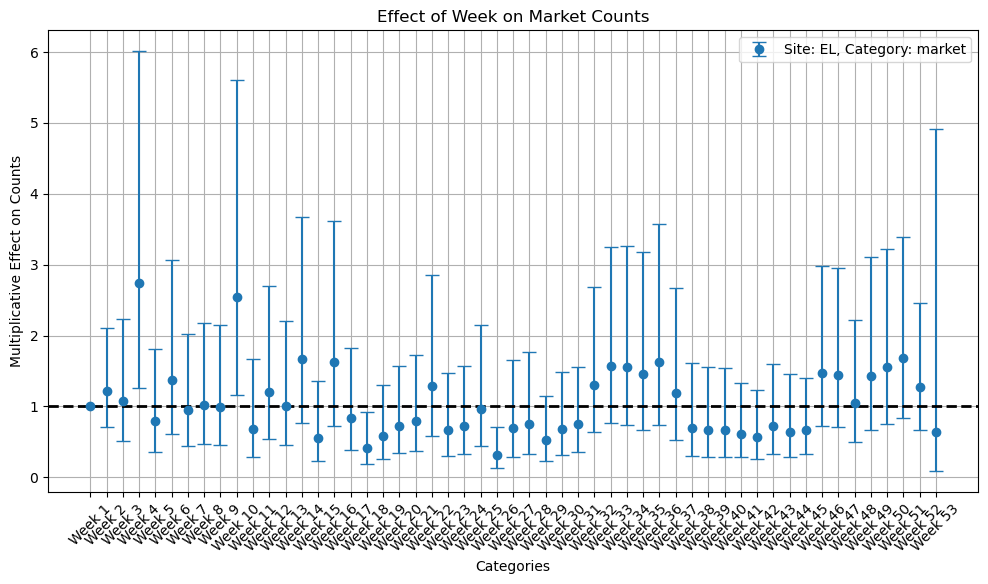 Effect of Week on Market Counts
Site: EL, Category: market
Multiplicative Effect on Counts
6
5
4
3
2
1
0
Week 1
Week 2
Week 3
Week 4
Week 5
Week 6
Week 7
Week 8
Week 9
Week 10
Week 11
Week 12
Week 13
Week 14
Week 15
Week 16
Week 17
Week 18
Week 19
Week 20
Week 21
Week 22
Week 23
Week 24
Week 25
Week 26
Week 27
Week 28
Week 29
Week 30
Week 31
Week 32
Week 33
Week 34
Week 35
Week 36
Week 37
Week 38
Week 39
Week 40
Week 41
Week 42
Week 43
Week 44
Week 45
Week 46
Week 47
Week 48
Week 49
Week 50
Week 51
Week 52
Week 53
Categories